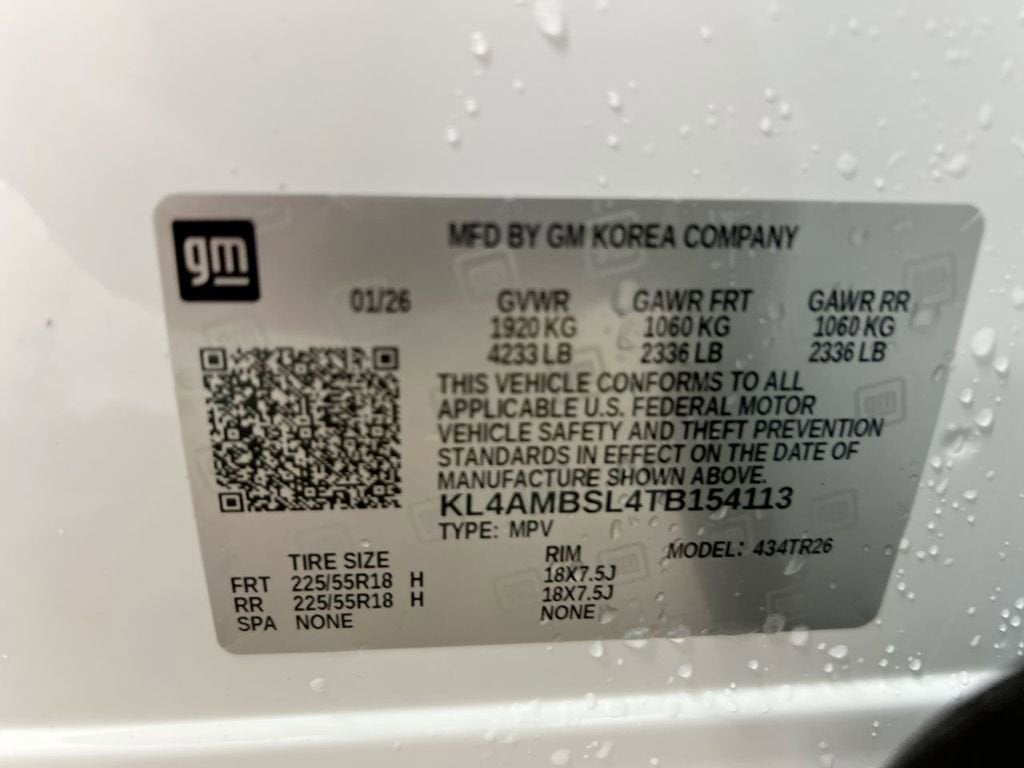 gm
MFD BY GM KOREA COMPANY
01/26 GVWR GAWR FRT GAWR RR
1920 KG 1060 KG 1060 KG
4233 LB 2336 LB 2336 LB
THIS VEHICLE CONFORMS TO ALL
APPLICABLE U.S. FEDERAL MOTOR
VEHICLE SAFETY AND THEFT PREVENTION
STANDARDS IN EFFECT ON THE DATE OF
MANUFACTURE SHOWN ABOVE.
KL4AMBSL4TB154113
TYPE: MPV MODEL: 434TR26
TIRE SIZE RIM
FRT 225/55R18 H 18X7.5J
RR 225/55R18 H 18X7.5J
SPA NONE NONE